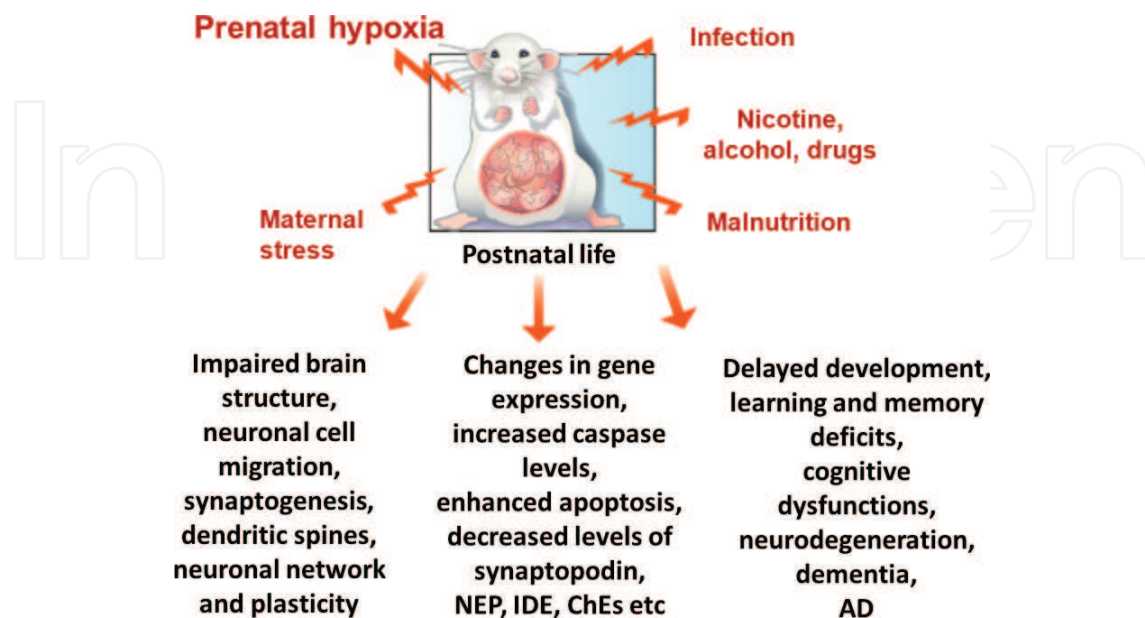 Prenatal hypoxia
Infection
Nicotine,
alcohol, drugs
Maternal
stress
Malnutrition
Postnatal life
Impaired brain
structure,
neuronal cell
migration,
synaptogenesis,
dendritic spines,
neuronal network
and plasticity
Changes in gene
expression,
increased caspase
levels,
enhanced apoptosis,
decreased levels of
synaptopodin,
NEP, IDE, ChEs etc
Delayed development,
learning and memory
deficits,
cognitive
dysfunctions,
neurodegeneration,
dementia,
AD